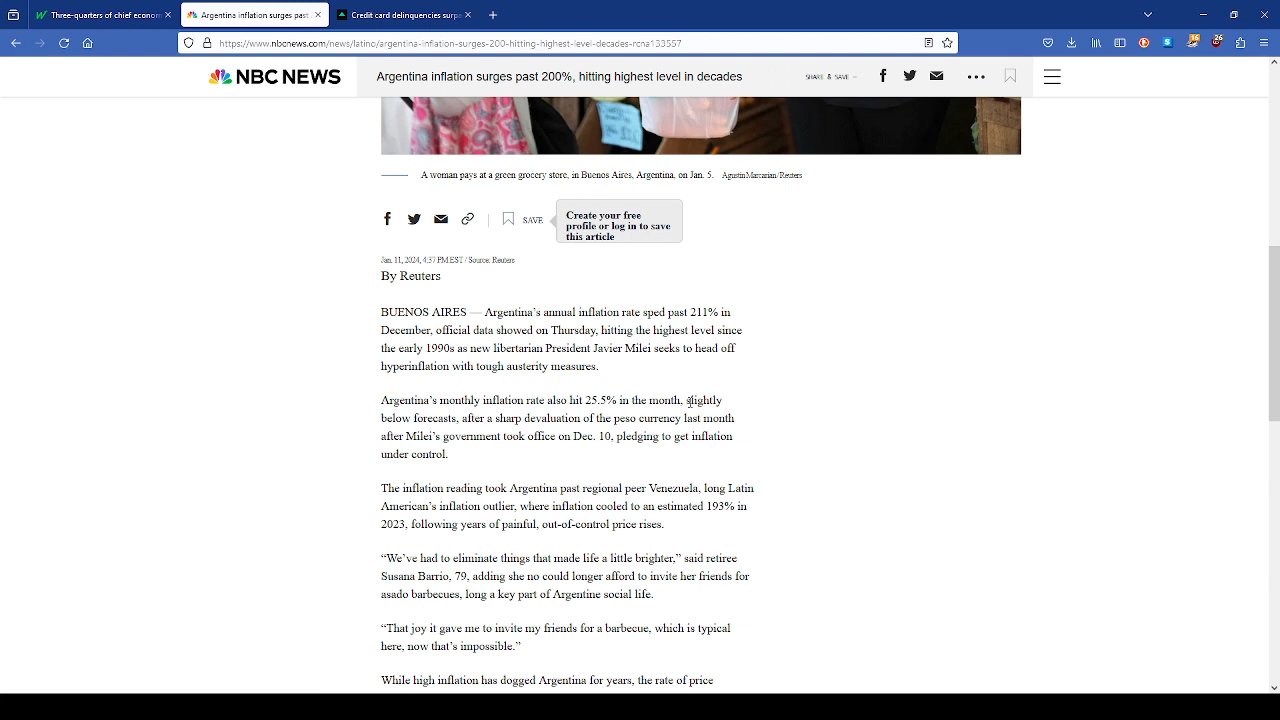 Three-quarters of chief econom
Argentina inflation surges past
Credit card delinquencies surpa
https://www.nbcnews.com/news/latino/argentina-inflation-surges-200-hitting-highest-level-decades-rcna133557
16
26
NBC NEWS
Argentina inflation surges past 200%, hitting highest level in decades
SHARE & SAVE —
A woman pays at a green grocery store, in Buenos Aires, Argentina, on Jan. 5. Agustin Marcarian / Reuters
SAVE
Create your free
profile or log in to save
this article
Jan. 11, 2024, 4:37 PM EST / Source: Reuters
By Reuters
BUENOS AIRES — Argentina’s annual inflation rate sped past 211% in
December, official data showed on Thursday, hitting the highest level since
the early 1990s as new libertarian President Javier Milei seeks to head off
hyperinflation with tough austerity measures.
Argentina’s monthly inflation rate also hit 25.5% in the month, slightly
below forecasts, after a sharp devaluation of the peso currency last month
after Milei’s government took office on Dec. 10, pledging to get inflation
under control.
The inflation reading took Argentina past regional peer Venezuela, long Latin
American’s inflation outlier, where inflation cooled to an estimated 193% in
2023, following years of painful, out-of-control price rises.
“We’ve had to eliminate things that made life a little brighter,” said retiree
Susana Barrio, 79, adding she no could longer afford to invite her friends for
asado barbecues, long a key part of Argentine social life.
“That joy it gave me to invite my friends for a barbecue, which is typical
here, now that’s impossible.”
While high inflation has dogged Argentina for years, the rate of price